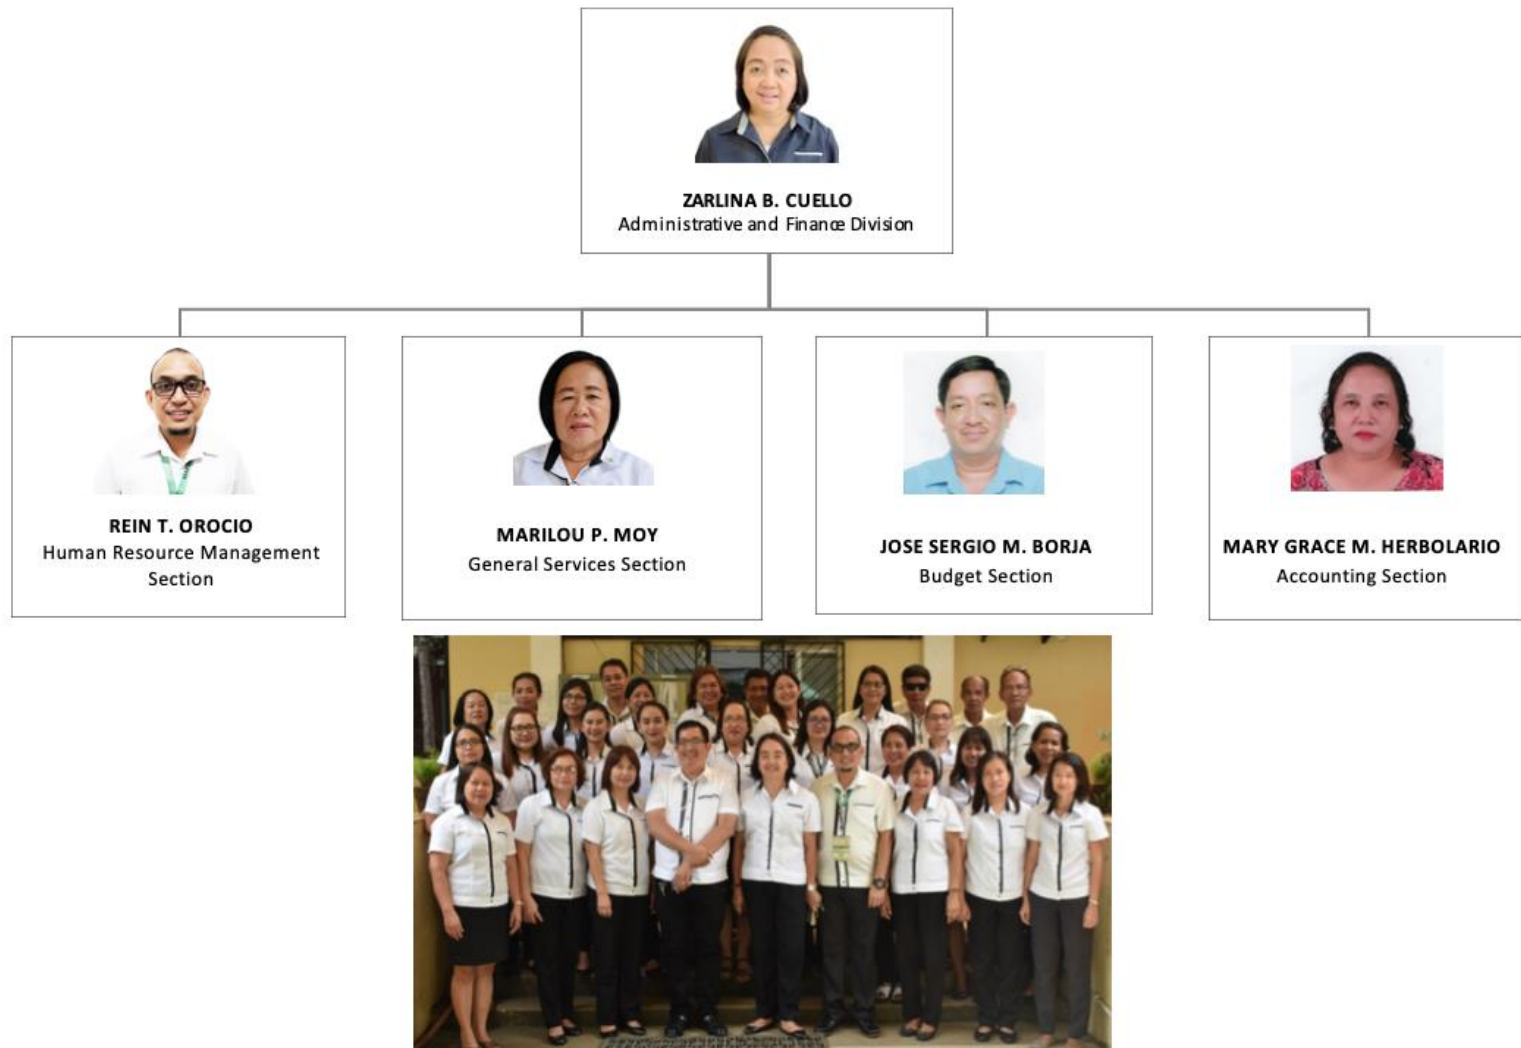 ZARLINA B. CUELLO
Administrative and Finance Division
REIN T. OROCIO
Human Resource Management
Section
MARILOU P. MOY
General Services Section
JOSE SERGIO M. BORJA
Budget Section
MARY GRACE M. HERBOLARIO
Accounting Section